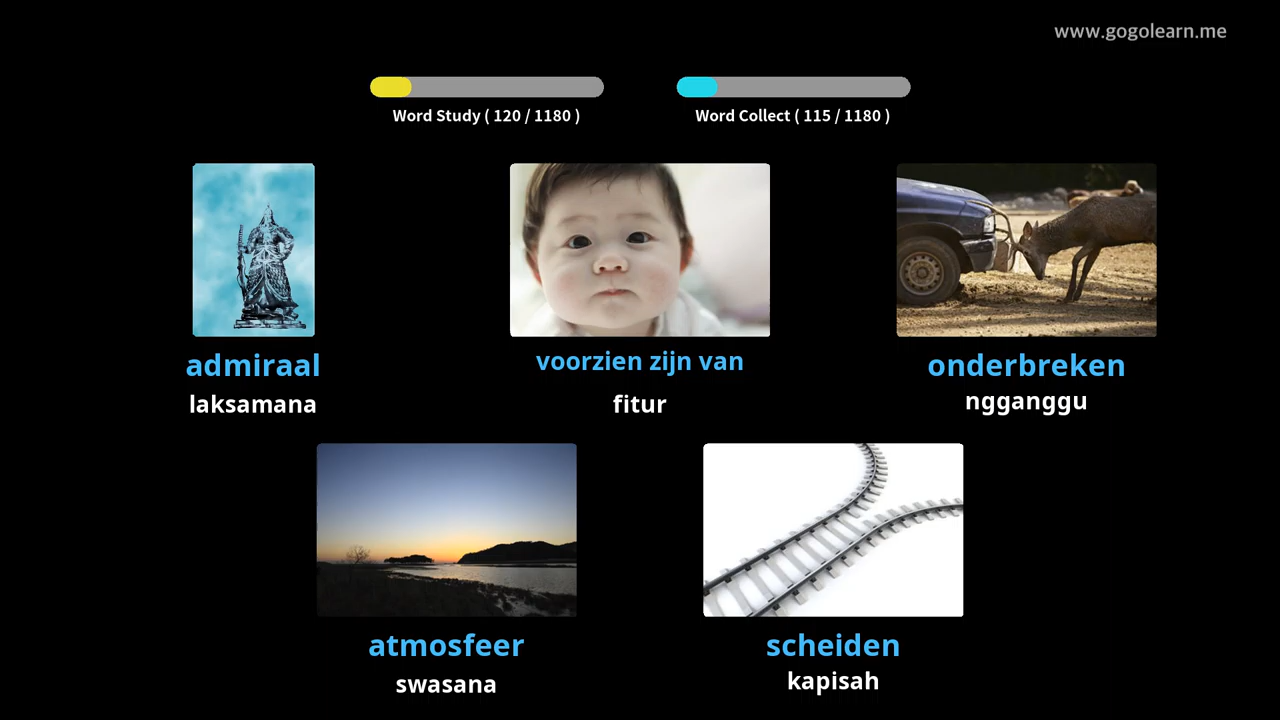 www.gogolearn.me
Word Study ( 120 / 1180 )
Word Collect ( 115 / 1180 )
admiraal
laksamana
voorzien zijn van
fitur
onderbreken
ngganggu
atmosfeer
swasana
scheiden
kapisah